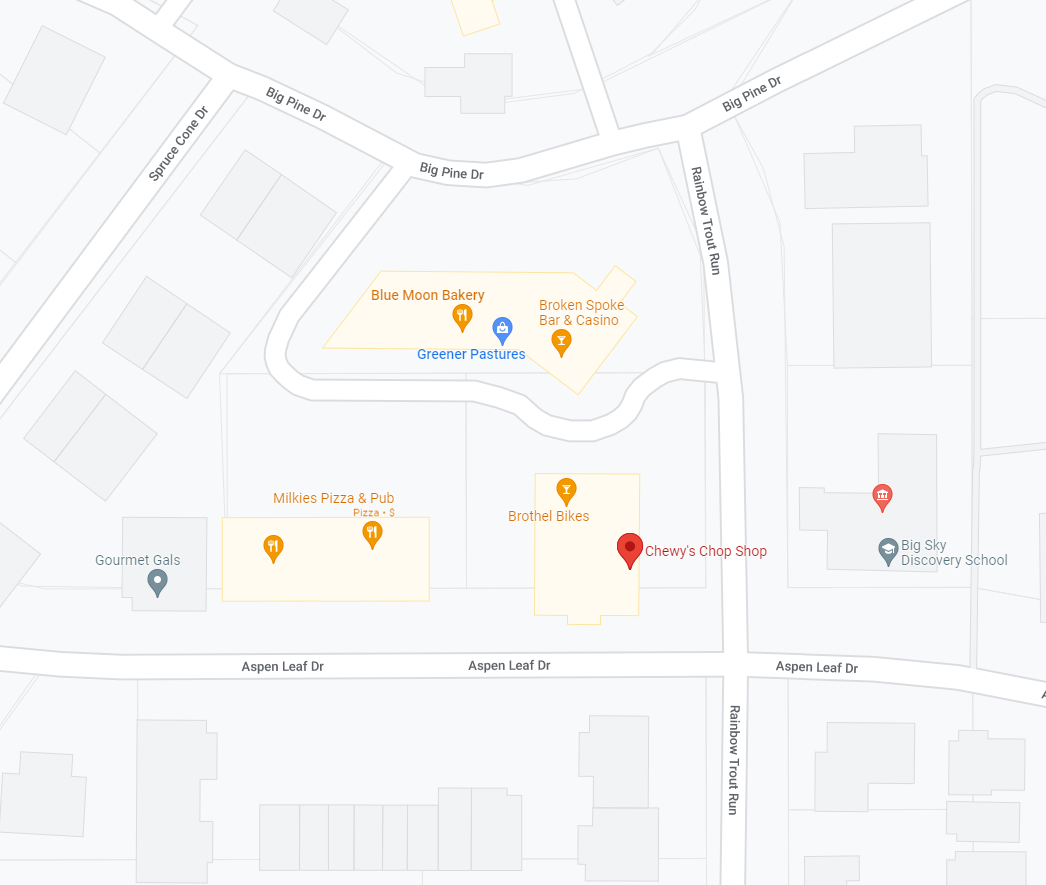 Big Pine Dr
Big Pine Dr
Spruce Cone Dr
Big Pine Dr
Rainbow Trout Run
Blue Moon Bakery
Broken Spoke
Bar & Casino
Greener Pastures
Milkies Pizza & Pub
Pizza • $
Brothel Bikes
Gourmet Gals
Chewy's Chop Shop
Big Sky
Discovery School
Aspen Leaf Dr
Aspen Leaf Dr
Aspen Leaf Dr
Rainbow Trout Run